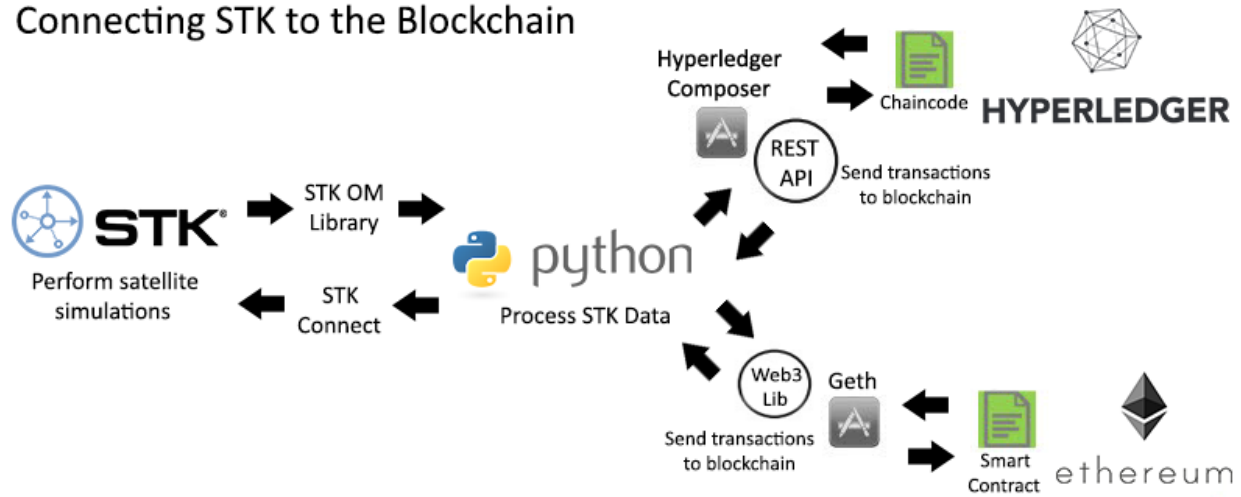 Connecting STK to the Blockchain
Hyperledger
Composer
Chaincode
HYPERLEDGER
REST
API
Send transactions
to blockchain
STK OM
Library
STK®
Perform satellite
simulations
STK
Connect
python
Process STK Data
Web3
Lib
Geth
Send transactions
to blockchain
Smart
Contract
ethereum